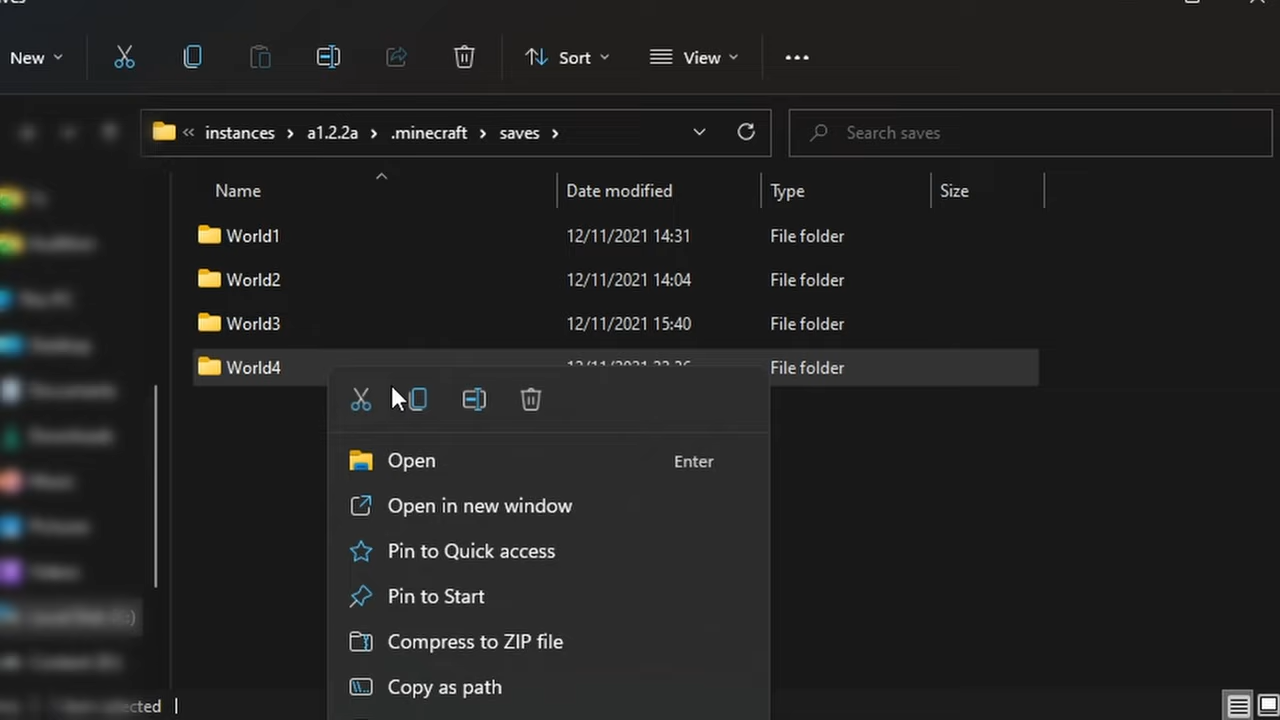 New
Sort
View
« instances > a1.2.2a > .minecraft > saves >
Search saves
Name
Date modified
Type
Size
World1
12/11/2021 14:31
File folder
World2
12/11/2021 14:04
File folder
World3
12/11/2021 15:40
File folder
World4
File folder
Open
Enter
Open in new window
Pin to Quick access
Pin to Start
Compress to ZIP file
Copy as path